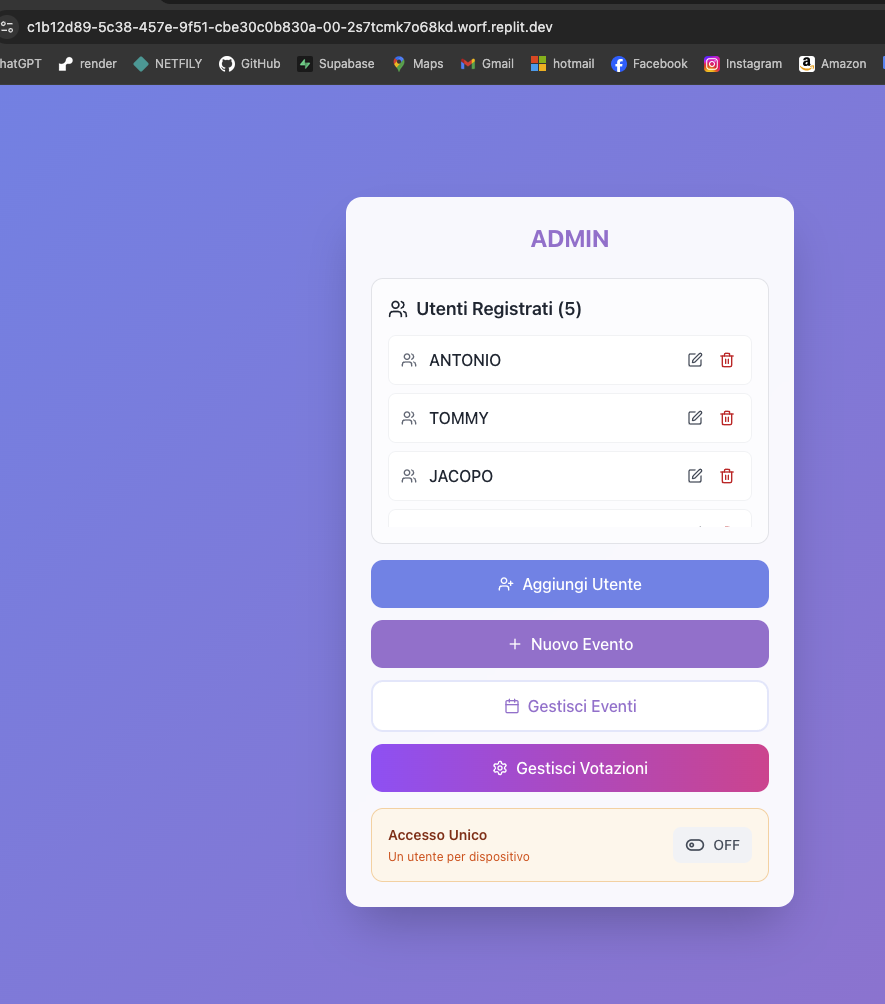 c1b12d89-5c38-457e-9f51-cbe30c0b830a-00-2s7tcmk7o68kd.worf.replit.dev
hatGPT render NETFILY GitHub Supabase Maps Gmail hotmail Facebook Instagram Amazon
ADMIN
Utenti Registrati (5)
ANTONIO
TOMMY
JACOPO
Aggiungi Utente
Nuovo Evento
Gestisci Eventi
Gestisci Votazioni
Accesso Unico
Un utente per dispositivo
OFF